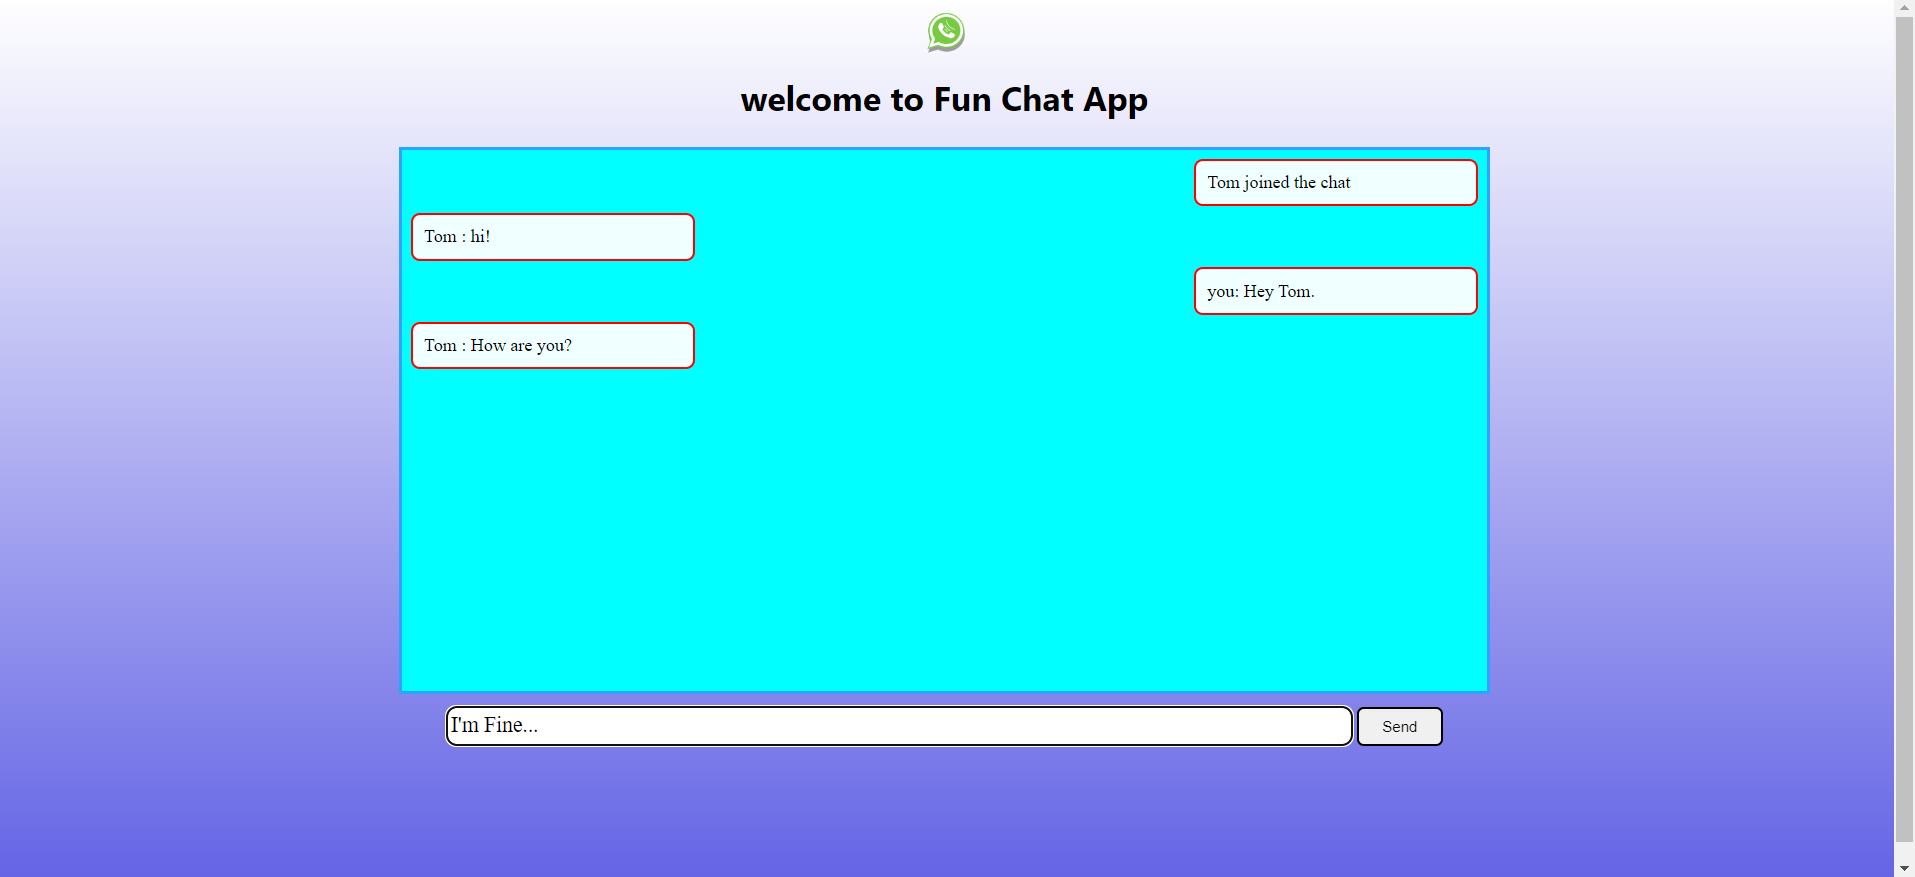 welcome to Fun Chat App
Tom joined the chat
Tom : hi!
you: Hey Tom.
Tom : How are you?
I'm Fine...
Send